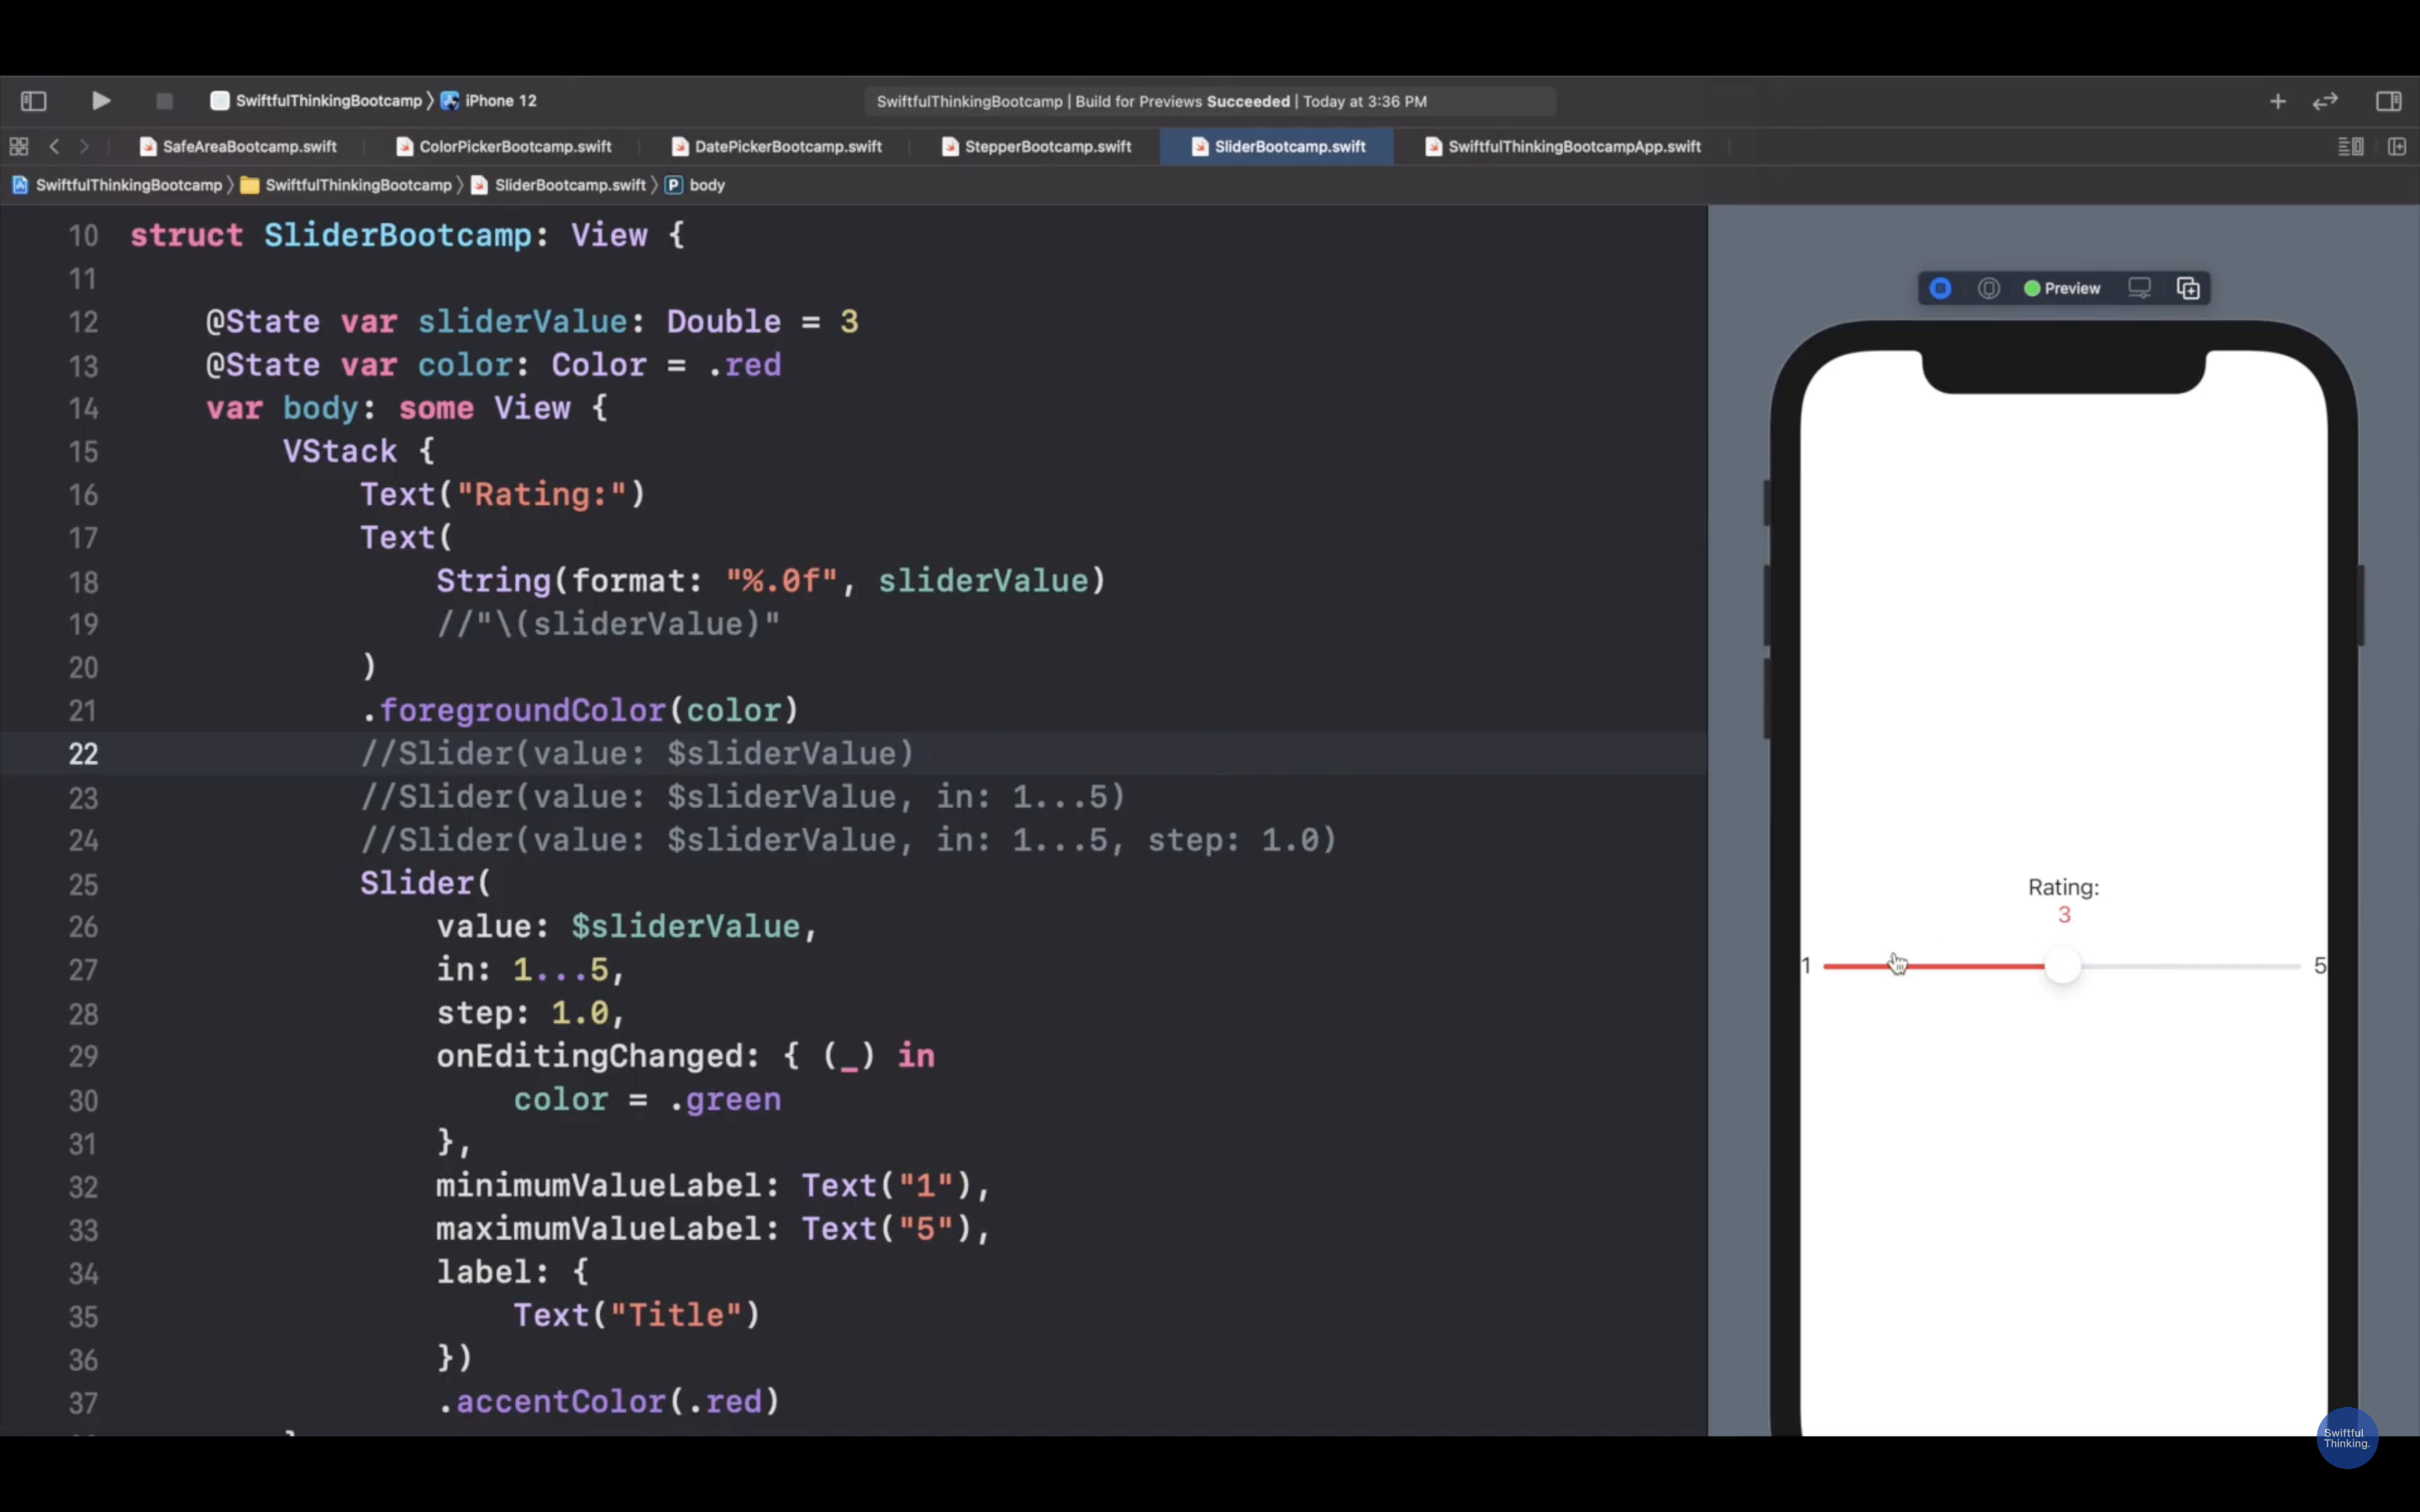 SwiftfulThinkingBootcamp 〉 iPhone 12
SwiftfulThinkingBootcamp | Build for Previews Succeeded | Today at 3:36 PM
SafeAreaBootcamp.swift
ColorPickerBootcamp.swift
DatePickerBootcamp.swift
StepperBootcamp.swift
SliderBootcamp.swift
SwiftfulThinkingBootcampApp.swift
SwiftfulThinkingBootcamp 〉 SwiftfulThinkingBootcamp 〉 SliderBootcamp.swift 〉 P body
10 struct SliderBootcamp: View {
11
12 @State var sliderValue: Double = 3
13 @State var color: Color = .red
14 var body: some View {
15 VStack {
16 Text("Rating:")
17 Text(
18 String(format: "%.0f", sliderValue)
19 //"\(sliderValue)"
20 )
21 .foregroundColor(color)
22 //Slider(value: $sliderValue)
23 //Slider(value: $sliderValue, in: 1...5)
24 //Slider(value: $sliderValue, in: 1...5, step: 1.0)
25 Slider(
26 value: $sliderValue,
27 in: 1...5,
28 step: 1.0,
29 onEditingChanged: { (_) in
30 color = .green
31 },
32 minimumValueLabel: Text("1"),
33 maximumValueLabel: Text("5"),
34 label: {
35 Text("Title")
36 })
37 .accentColor(.red)
Preview
Rating:
3
1 5
Swiftful
Thinking.